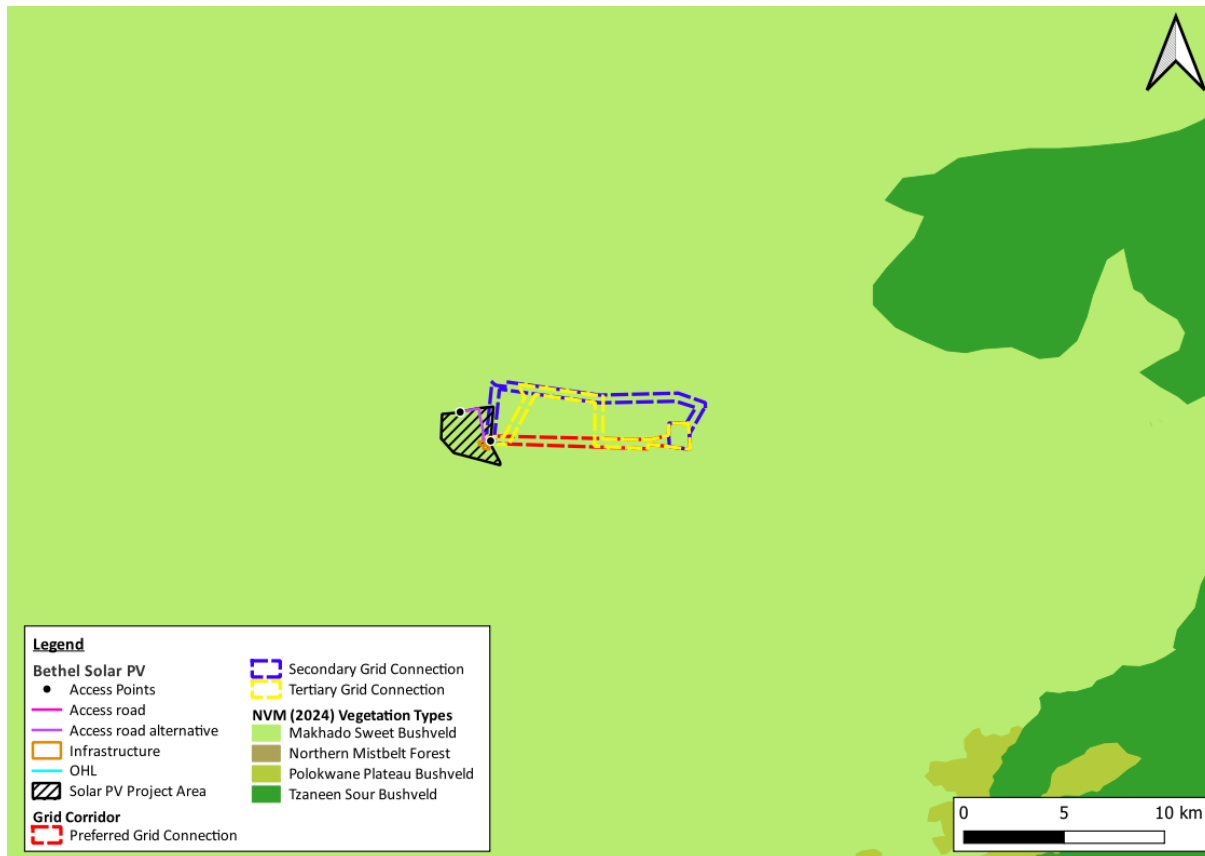 Legend
Bethel Solar PV
Access Points
Access road
Access road alternative
Infrastructure
OHL
Solar PV Project Area
Grid Corridor
Preferred Grid Connection
Secondary Grid Connection
Tertiary Grid Connection
NVM (2024) Vegetation Types
Makhado Sweet Bushveld
Northern Mistbelt Forest
Polokwane Plateau Bushveld
Tzaneen Sour Bushveld
0 5 10 km